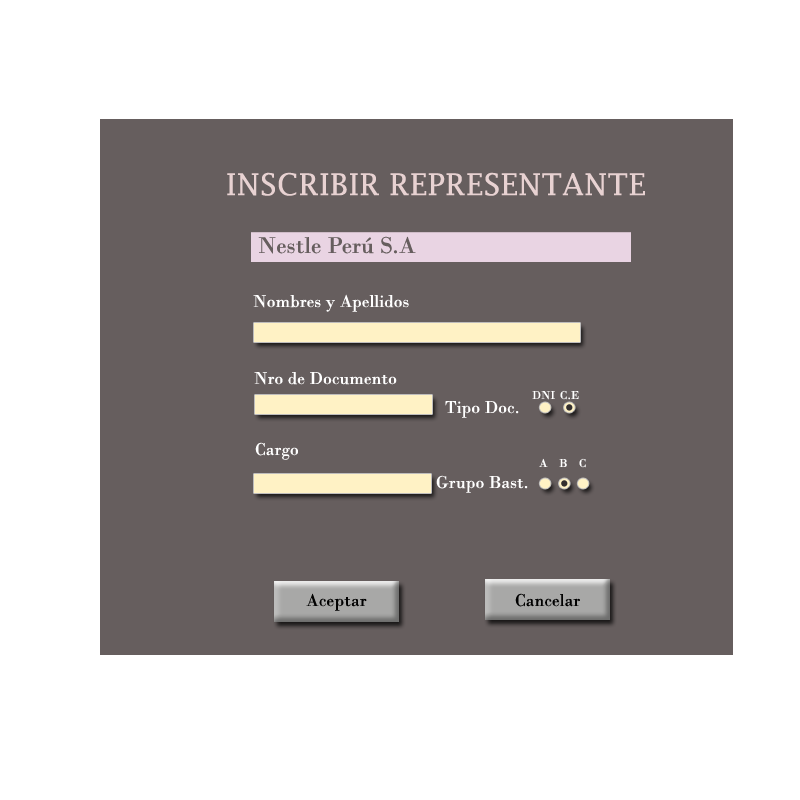 INSCRIBIR REPRESENTANTE
Nestle Perú S.A
Nombres y Apellidos
Nro de Documento
Tipo Doc.
DNI C.E
Cargo
Grupo Bast.
A B C
Aceptar
Cancelar